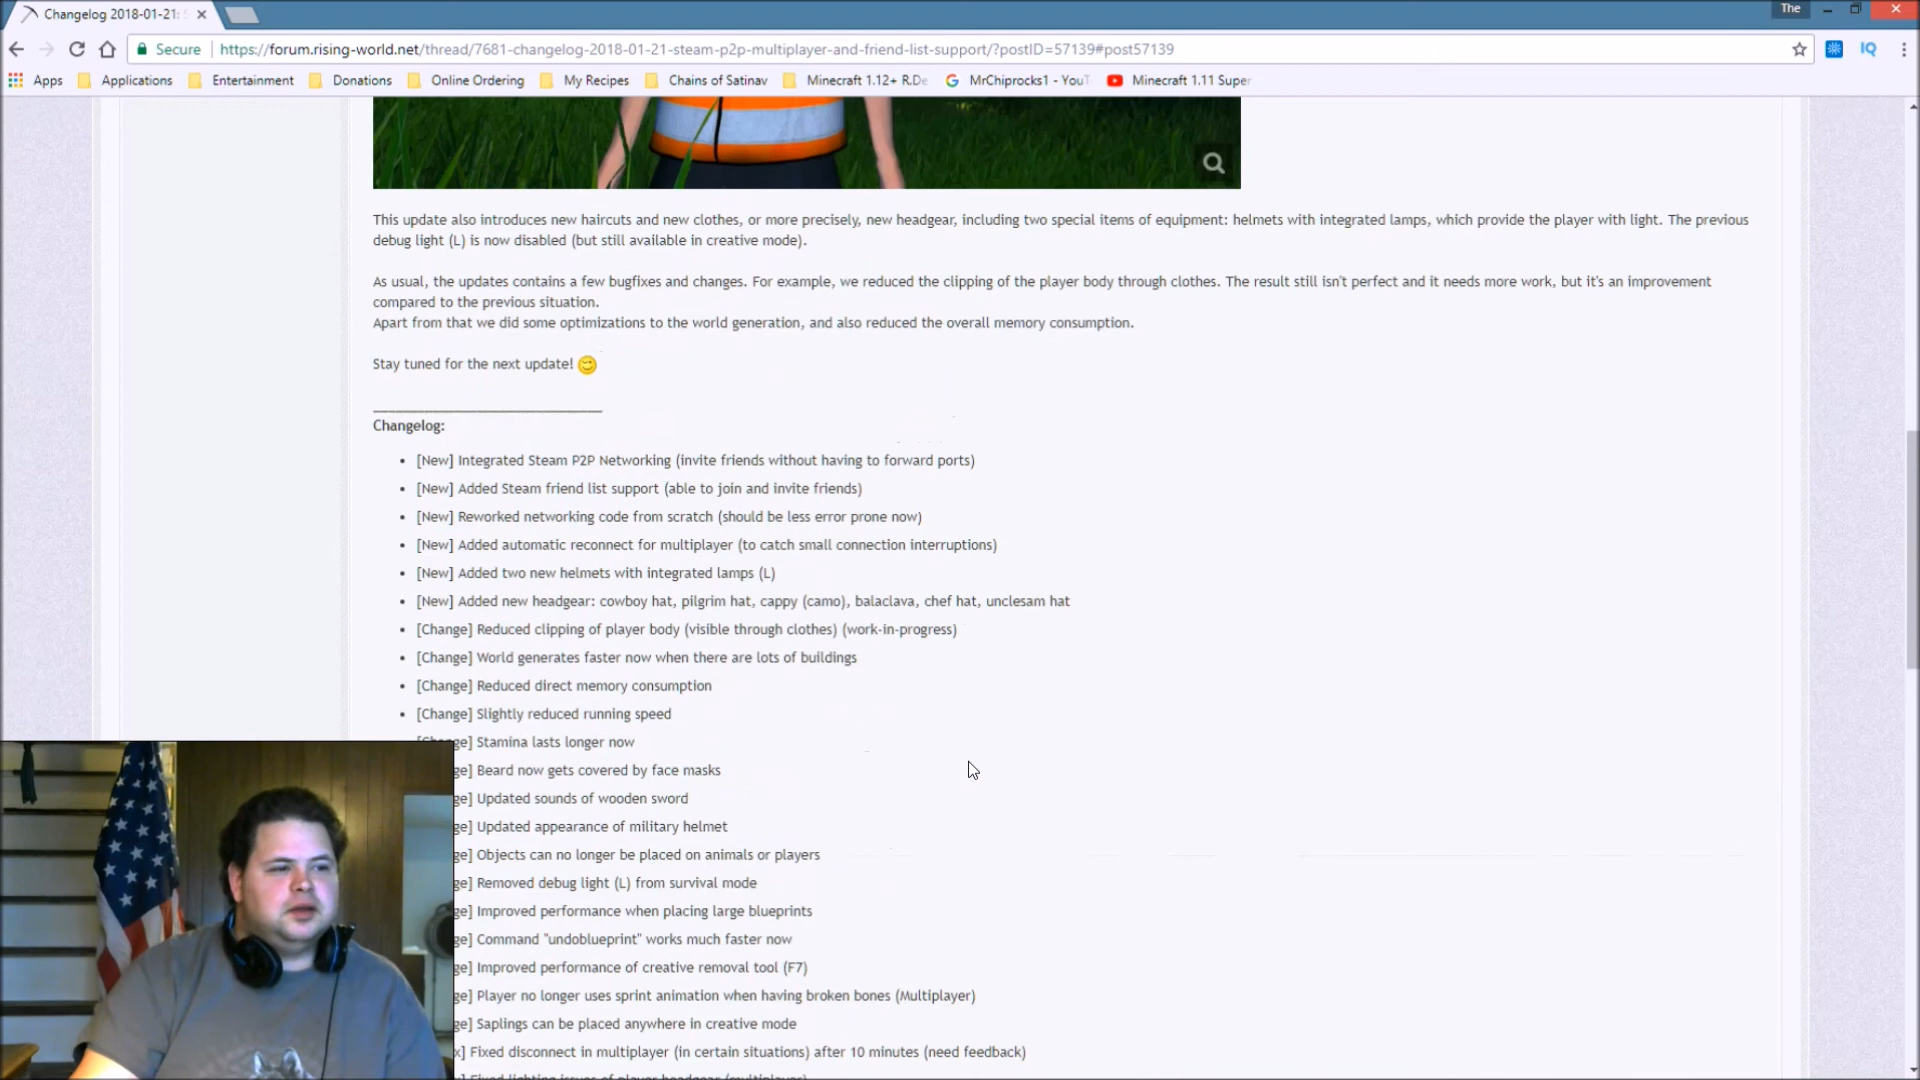 Changelog 2018-01-21:
The
Secure https://forum.rising-world.net/thread/7681-changelog-2018-01-21-steam-p2p-multiplayer-and-friend-list-support/?postID=57139#post57139
IQ
Apps Applications Entertainment Donations Online Ordering My Recipes Chains of Satinav Minecraft 1.12+ R.De MrChiprocks1 - YouT Minecraft 1.11 Super
This update also introduces new haircuts and new clothes, or more precisely, new headgear, including two special items of equipment: helmets with integrated lamps, which provide the player with light. The previous
debug light (L) is now disabled (but still available in creative mode).
As usual, the updates contains a few bugfixes and changes. For example, we reduced the clipping of the player body through clothes. The result still isn't perfect and it needs more work, but it's an improvement
compared to the previous situation.
Apart from that we did some optimizations to the world generation, and also reduced the overall memory consumption.
Stay tuned for the next update!
Changelog:
• [New] Integrated Steam P2P Networking (invite friends without having to forward ports)
• [New] Added Steam friend list support (able to join and invite friends)
• [New] Reworked networking code from scratch (should be less error prone now)
• [New] Added automatic reconnect for multiplayer (to catch small connection interruptions)
• [New] Added two new helmets with integrated lamps (L)
• [New] Added new headgear: cowboy hat, pilgrim hat, cappy (camo), balaclava, chef hat, unclesam hat
• [Change] Reduced clipping of player body (visible through clothes) (work-in-progress)
• [Change] World generates faster now when there are lots of buildings
• [Change] Reduced direct memory consumption
• [Change] Slightly reduced running speed
ge] Stamina lasts longer now
ge] Beard now gets covered by face masks
ge] Updated sounds of wooden sword
ge] Updated appearance of military helmet
ge] Objects can no longer be placed on animals or players
ge] Removed debug light (L) from survival mode
ge] Improved performance when placing large blueprints
ge] Command "undoblueprint" works much faster now
ge] Improved performance of creative removal tool (F7)
ge] Player no longer uses sprint animation when having broken bones (Multiplayer)
ge] Saplings can be placed anywhere in creative mode
x] Fixed disconnect in multiplayer (in certain situations) after 10 minutes (need feedback)
Fixed lighting issues of player headgear (multiplayer)